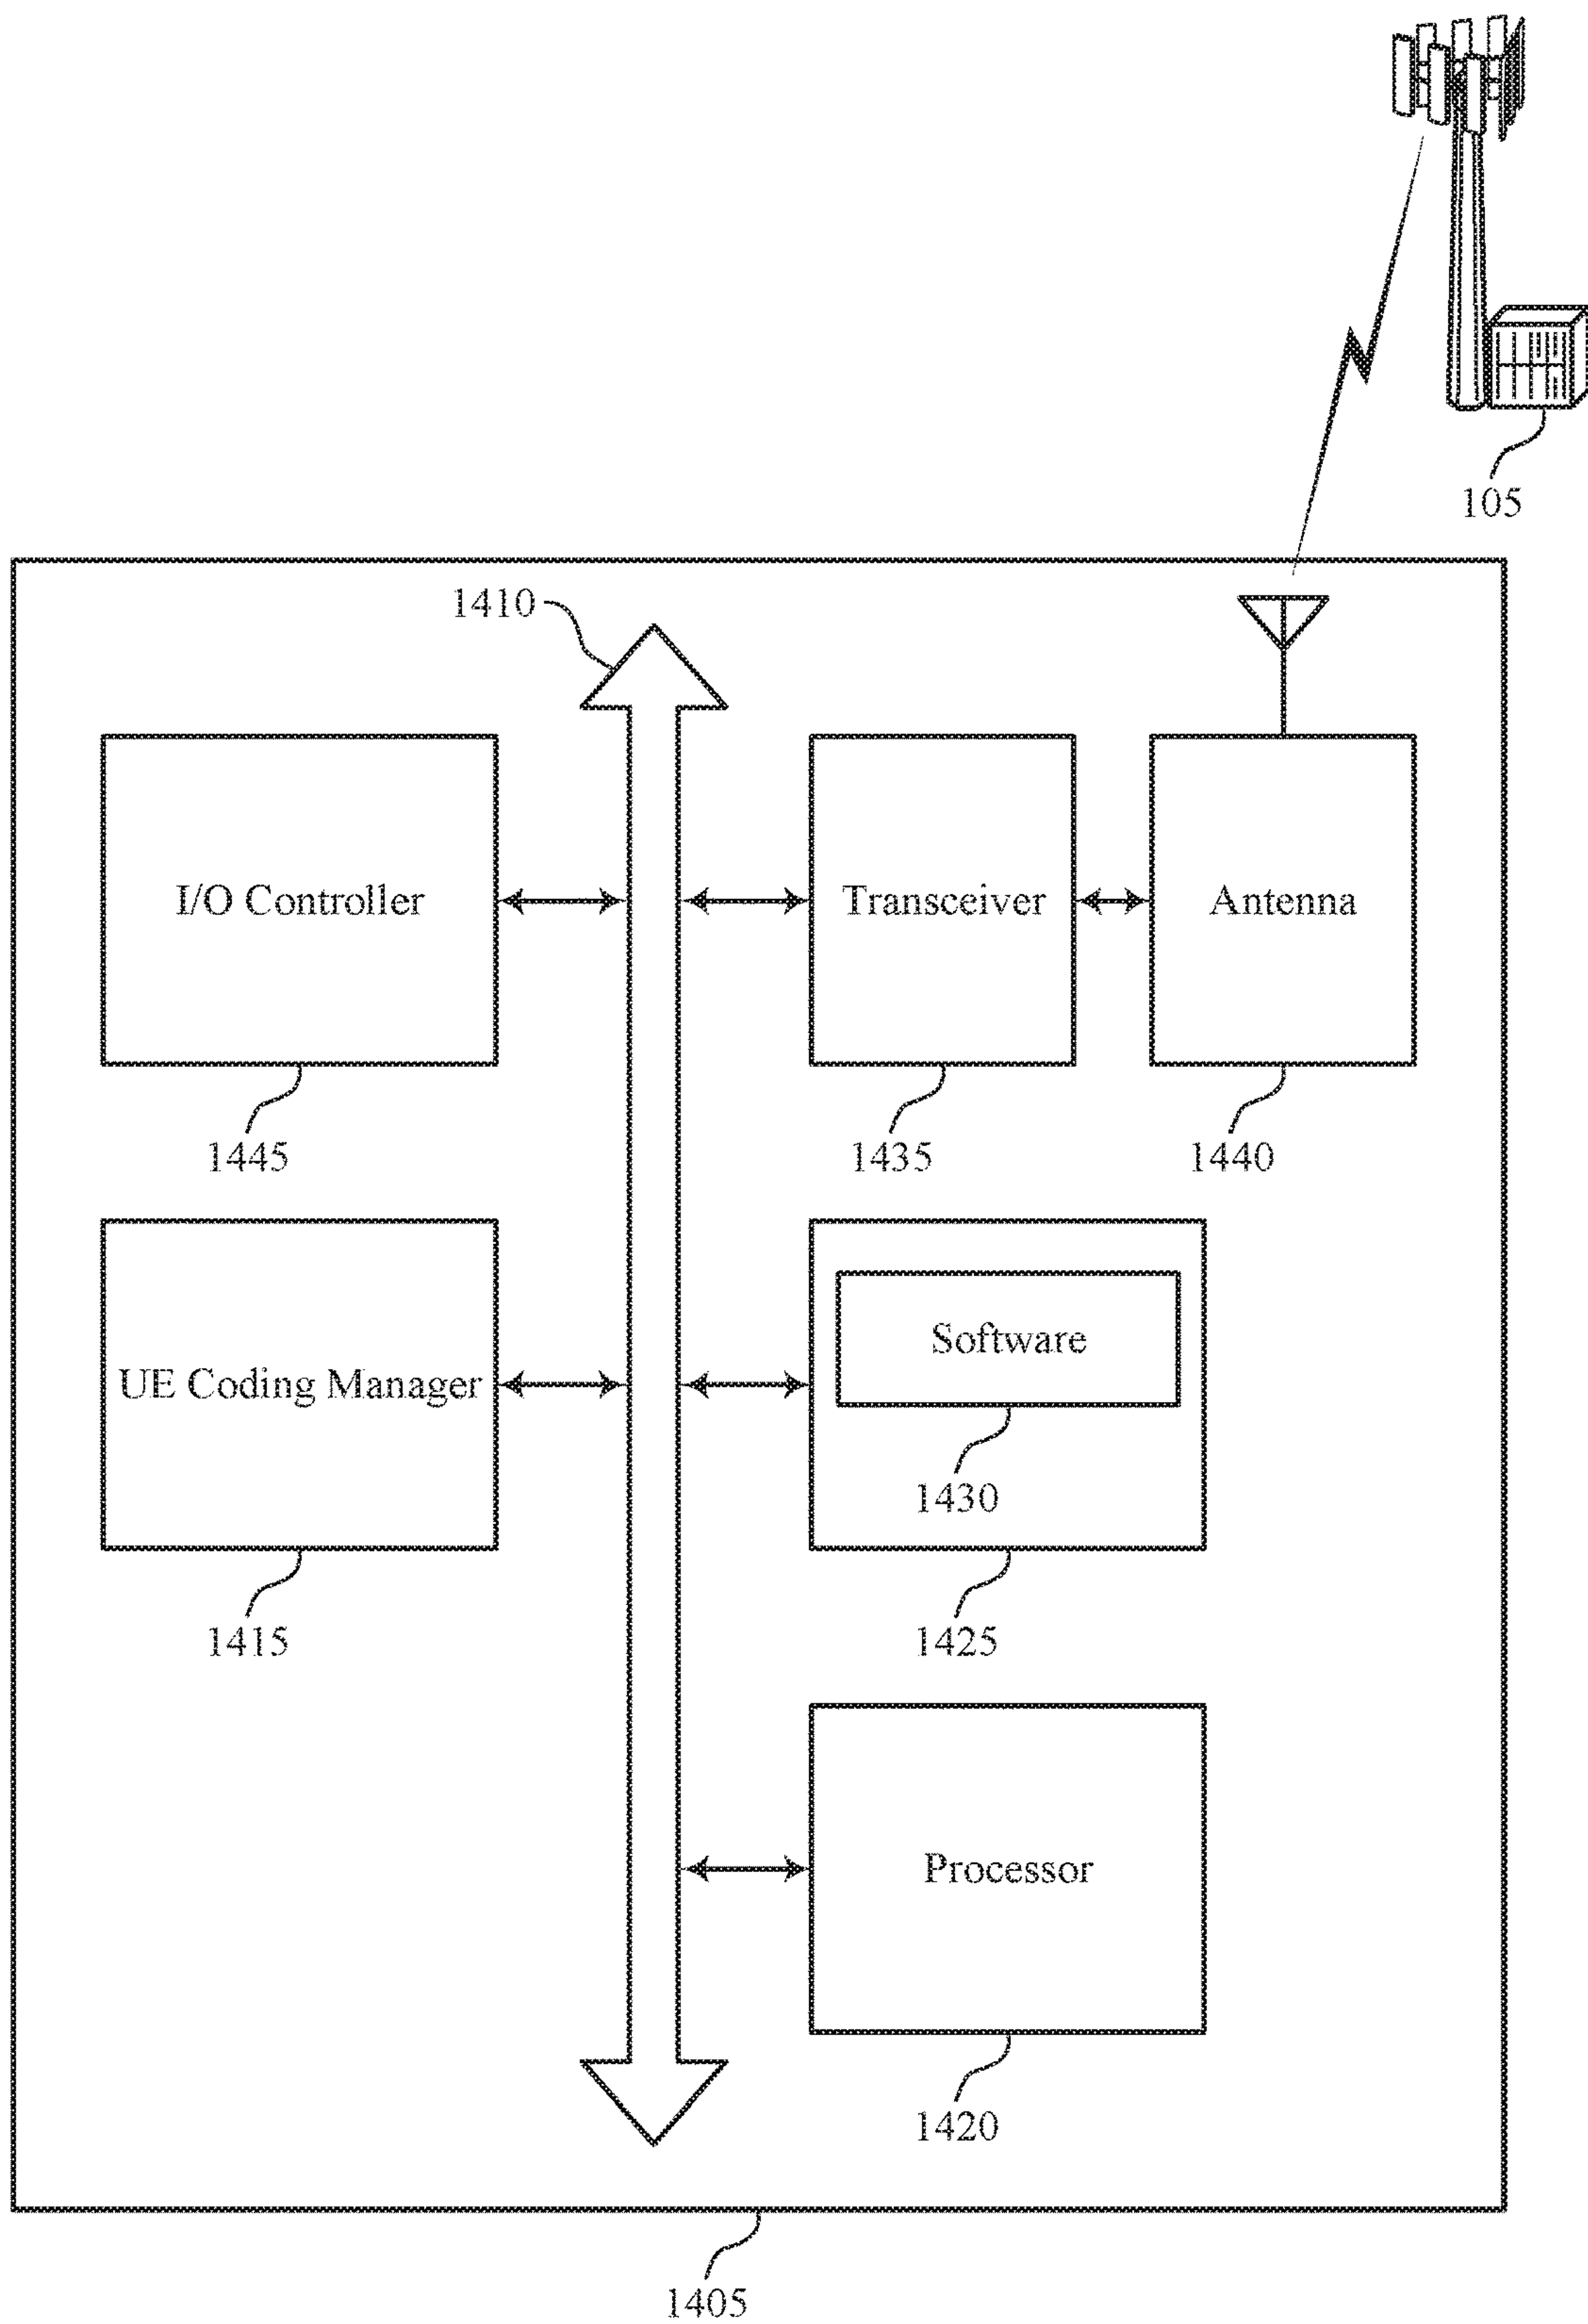 105
1410
I/O Controller
Transceiver
Antenna
1445
1435
1440
UE Coding Manager
Software
1430
1415
1425
Processor
1420
1405